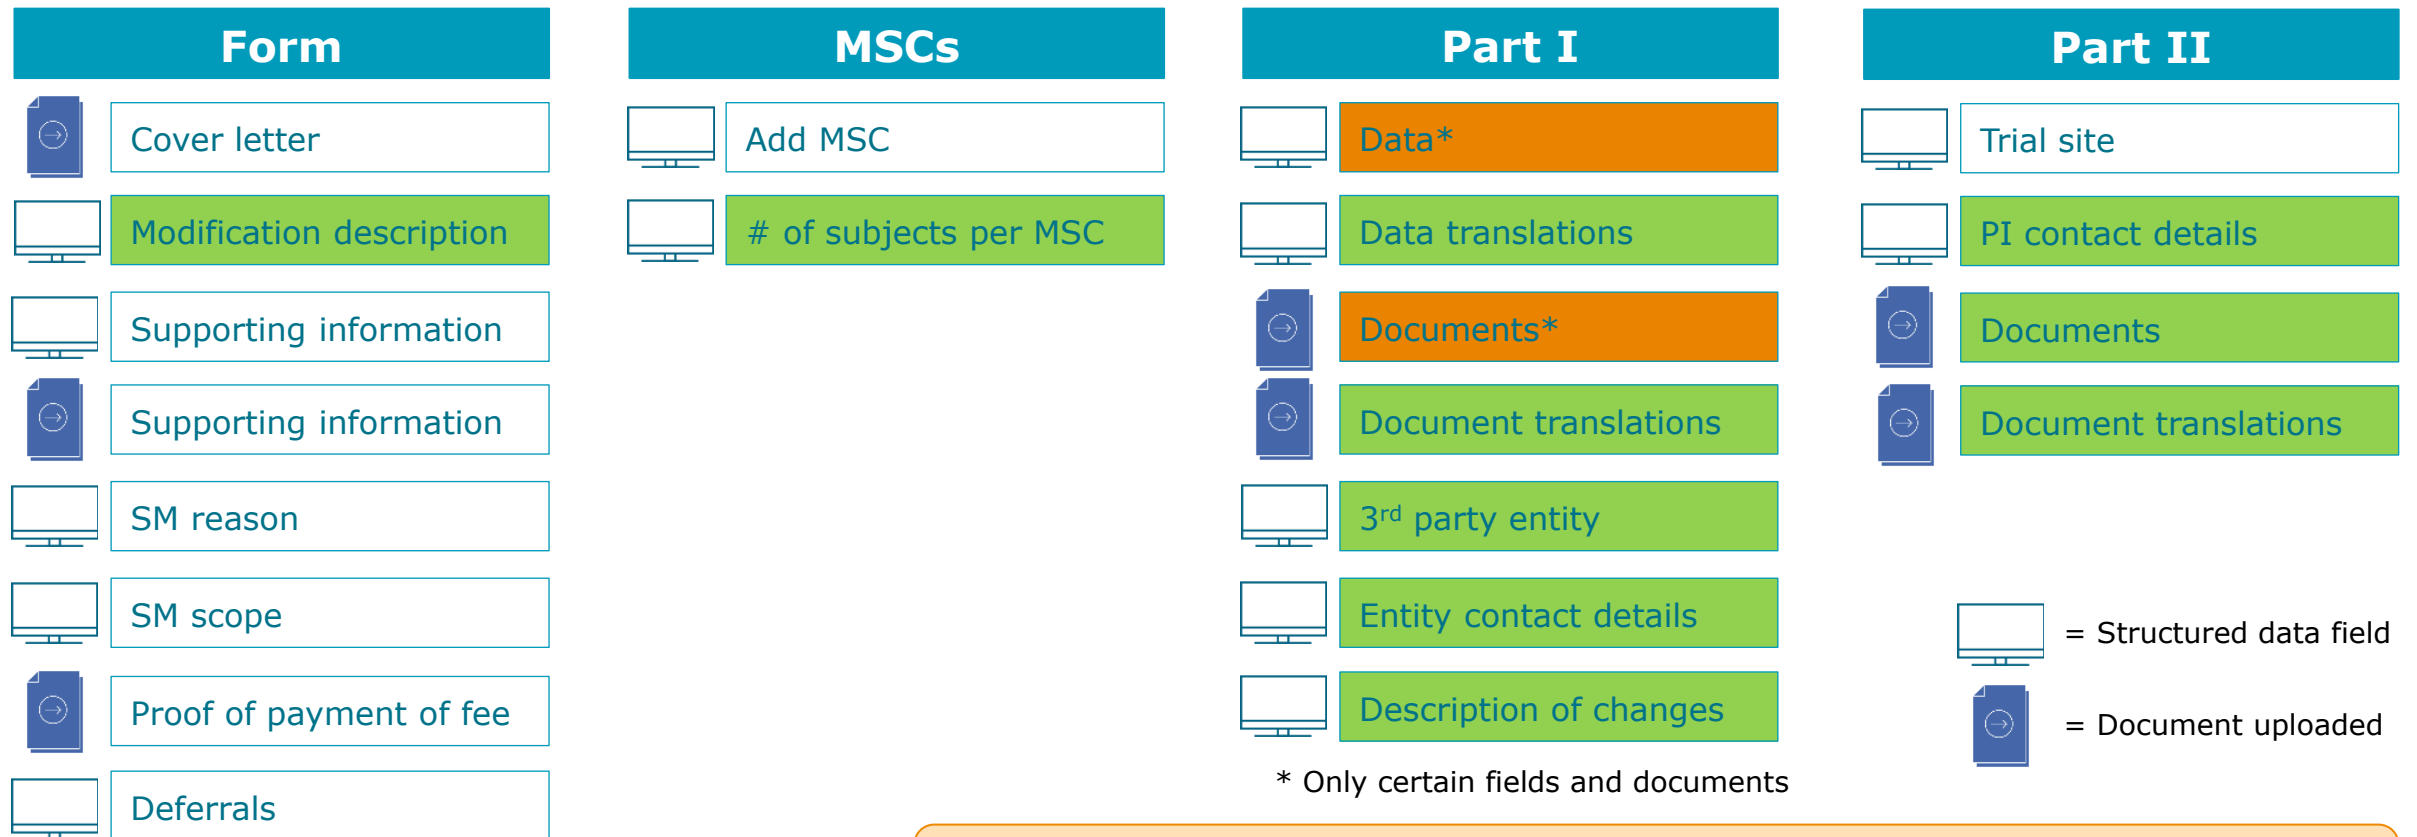 Form
Cover letter
Modification description
Supporting information
Supporting information
SM reason
SM scope
Proof of payment of fee
Deferrals
MSCs
Add MSC
# of subjects per MSC
Part I
Data*
Data translations
Documents*
Document translations
3rd party entity
Entity contact details
Description of changes
* Only certain fields and documents
Part II
Trial site
PI contact details
Documents
Document translations
= Structured data field
= Document uploaded